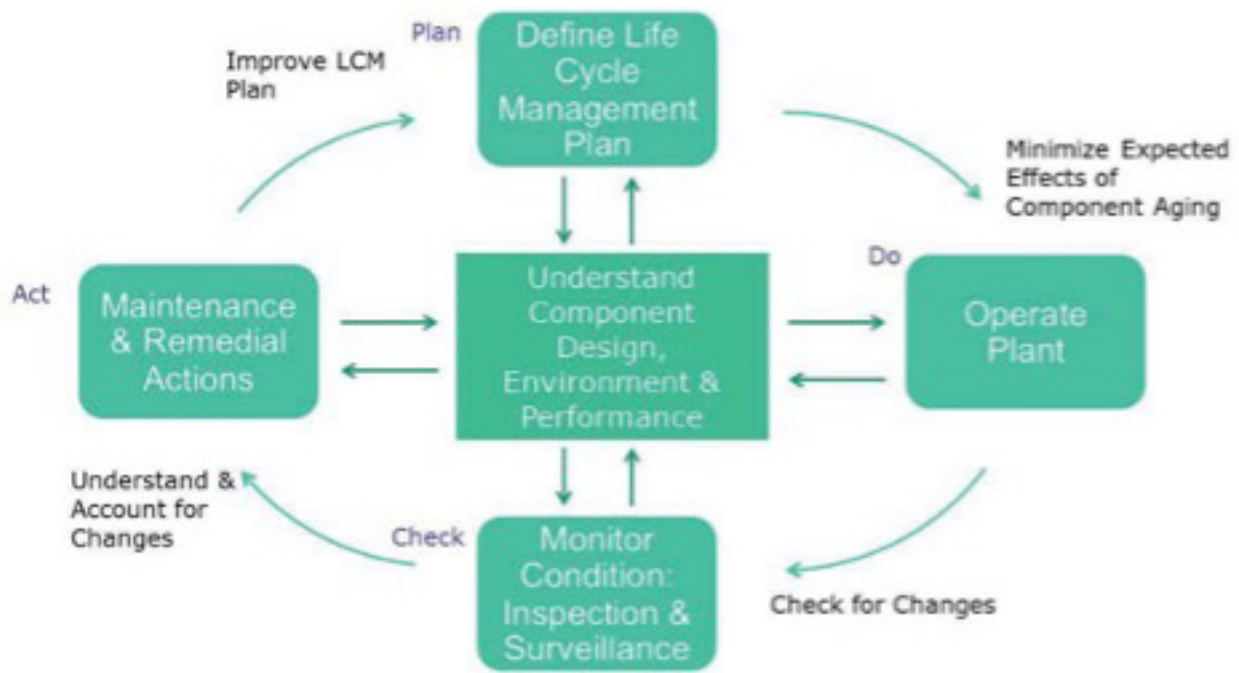 Plan
Define Life
Cycle
Management
Plan
Improve LCM
Plan
Minimize Expected
Effects of
Component Aging
Act
Maintenance
& Remedial
Actions
Understand
Component
Design,
Environment &
Performance
Do
Operate
Plant
Understand &
Account for
Changes
Check
Monitor
Condition:
Inspection &
Surveillance
Check for Changes